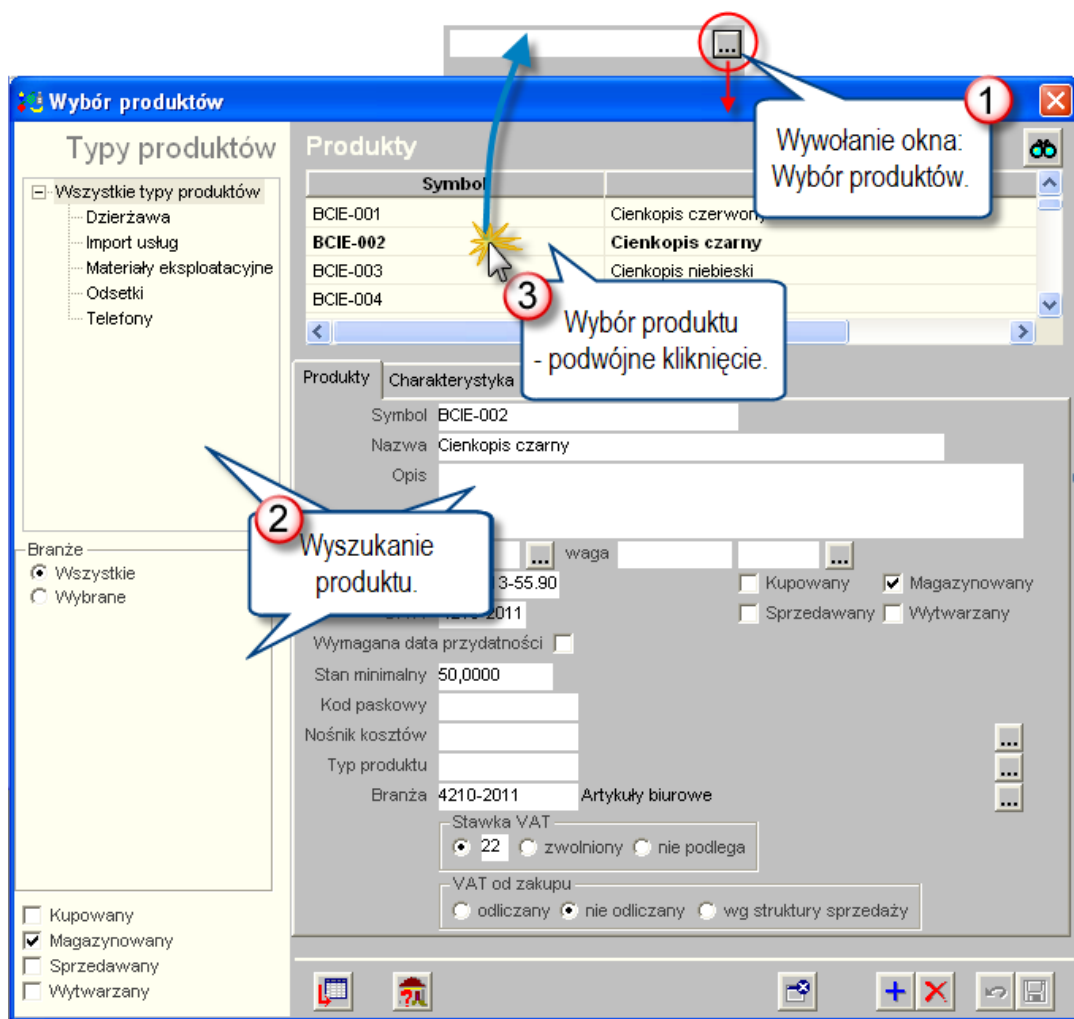 ...
Wybór produktów
1
Wywołanie okna:
Wybór produktów.
Typy produktów
Wszystkie typy produktów
Dzierżawa
Import usług
Materiały eksploatacyjne
Odsetki
Telefony
Produkty
Symbol
BCIE-001 Cienkopis czerwony
BCIE-002 Cienkopis czarny
BCIE-003 Cienkopis niebieski
BCIE-004
3
Wybór produktu
- podwójne kliknięcie.
Produkty Charakterystyka
Symbol BCIE-002
Nazwa Cienkopis czarny
Opis
2
Wyszukanie
produktu.
Branże
Wszystkie
Wybrane
... waga ...
3-55.90 Kupowany Magazynowany
4210-2011 Sprzedawany Wytwarzany
Wymagana data przydatności
Stan minimalny 50,0000
Kod paskowy
Nośnik kosztów ...
Typ produktu ...
Branża 4210-2011 Artykuły biurowe ...
Stawka VAT
22 zwolniony nie podlega
VAT od zakupu
odliczany nie odliczany wg struktury sprzedaży
Kupowany
Magazynowany
Sprzedawany
Wytwarzany